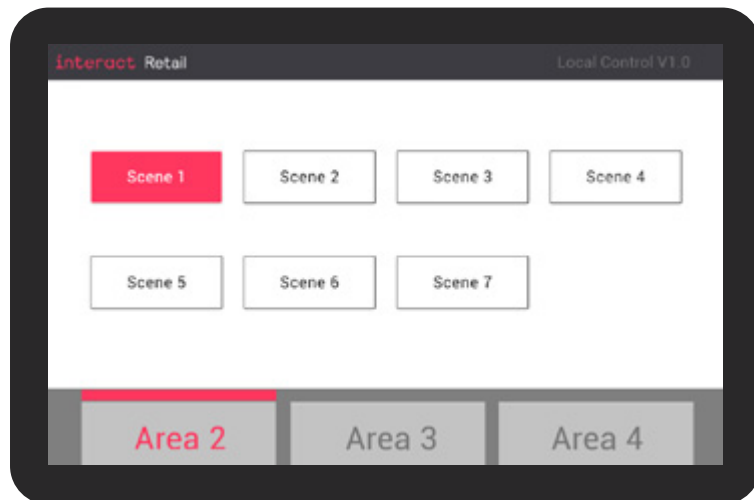 interact Retail
Local Control V1.0
Scene 1
Scene 2
Scene 3
Scene 4
Scene 5
Scene 6
Scene 7
Area 2
Area 3
Area 4